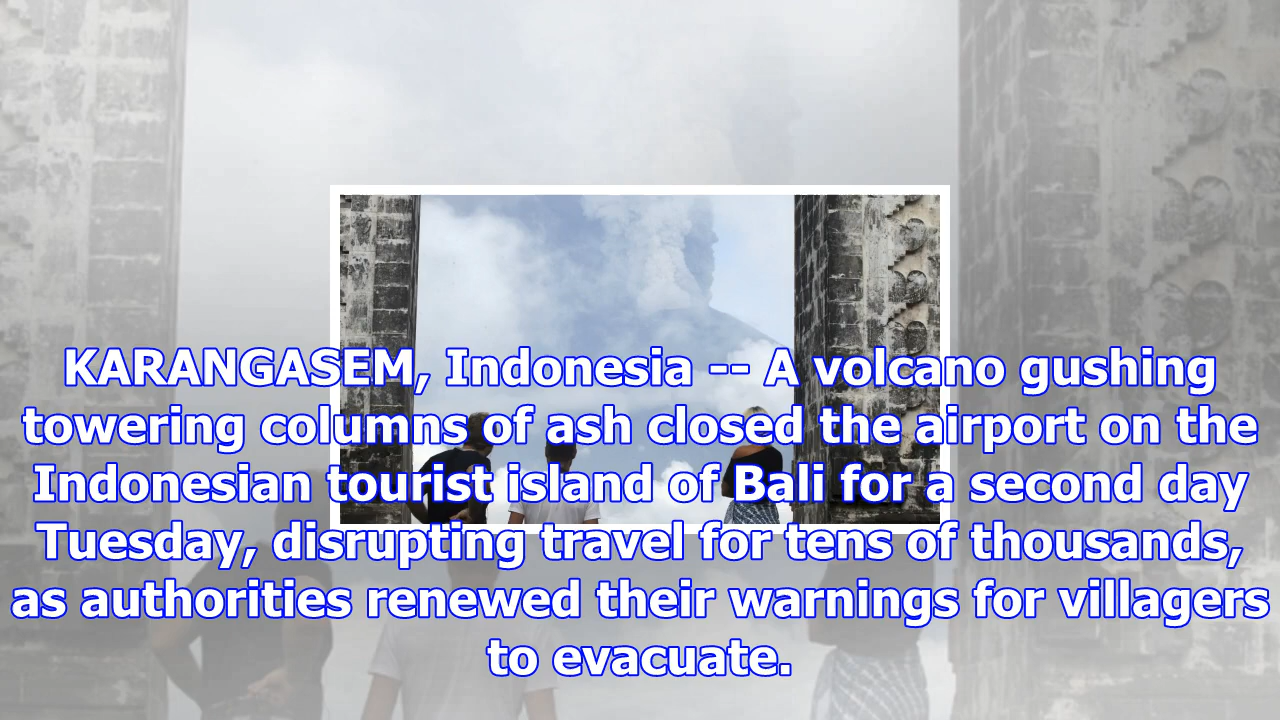 KARANGASEM, Indonesia -- A volcano gushing
towering columns of ash closed the airport on the
Indonesian tourist island of Bali for a second day
Tuesday, disrupting travel for tens of thousands,
as authorities renewed their warnings for villagers
to evacuate.